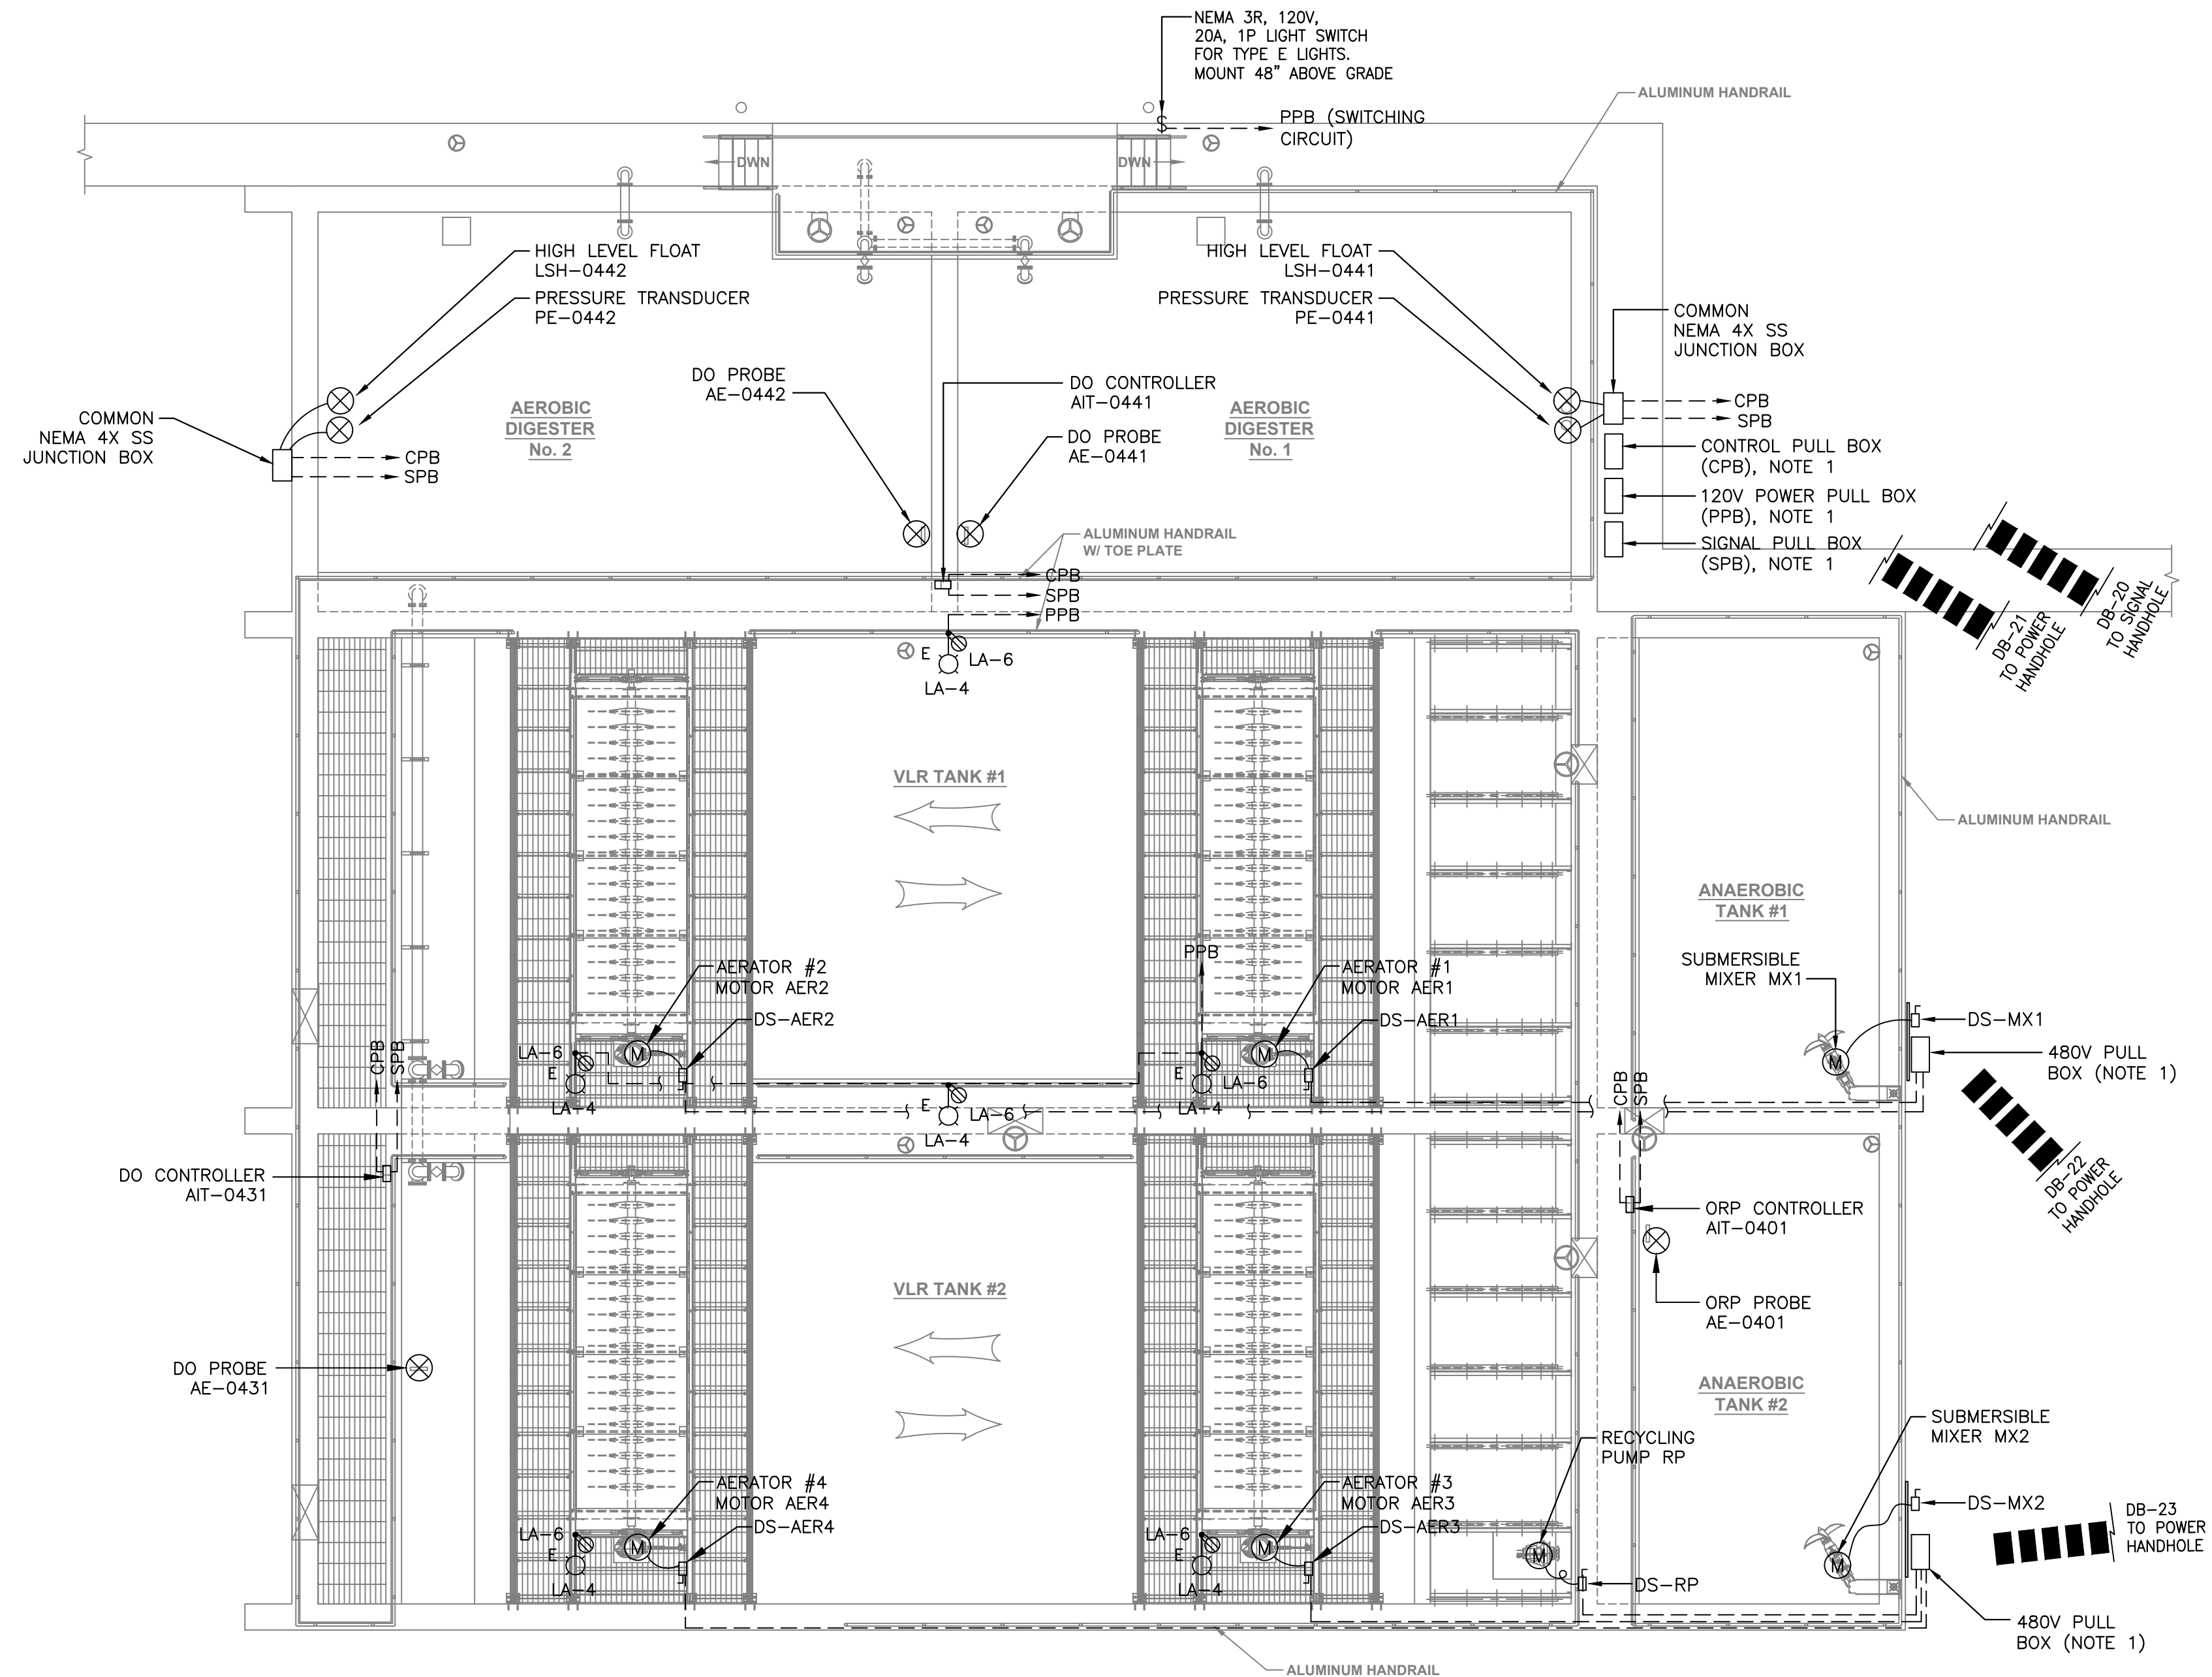 NEMA 3R, 120V,
20A, 1P LIGHT SWITCH
FOR TYPE E LIGHTS.
MOUNT 48" ABOVE GRADE
ALUMINUM HANDRAIL
S
PPB (SWITCHING
CIRCUIT)
DWN
DWN
HIGH LEVEL FLOAT
LSH-0442
PRESSURE TRANSDUCER
PE-0442
HIGH LEVEL FLOAT
LSH-0441
PRESSURE TRANSDUCER
PE-0441
COMMON
NEMA 4X SS
JUNCTION BOX
DO PROBE
AE-0442
DO CONTROLLER
AIT-0441
CPB
SPB
COMMON
NEMA 4X SS
JUNCTION BOX
AEROBIC
DIGESTER
No. 2
AEROBIC
DIGESTER
No. 1
DO PROBE
AE-0441
CONTROL PULL BOX
(CPB), NOTE 1
CPB
SPB
120V POWER PULL BOX
(PPB), NOTE 1
ALUMINUM HANDRAIL
W/ TOE PLATE
SIGNAL PULL BOX
(SPB), NOTE 1
CPB
SPB
PPB
DB-20
TO SIGNAL
HANDHOLE
DB-21
TO POWER
HANDHOLE
E
LA-6
LA-4
VLR TANK #1
ALUMINUM HANDRAIL
ANAEROBIC
TANK #1
PPB
AERATOR #2
MOTOR AER2
AERATOR #1
MOTOR AER1
SUBMERSIBLE
MIXER MX1
DS-AER2
DS-AER1
DS-MX1
LA-6
M
M
M
480V PULL
BOX (NOTE 1)
CPB
SPB
E
LA-4
E
LA-6
LA-4
E
LA-6
LA-4
CPB
SPB
DO CONTROLLER
AIT-0431
DB-22
TO POWER
HANDHOLE
ORP CONTROLLER
AIT-0401
VLR TANK #2
ORP PROBE
AE-0401
DO PROBE
AE-0431
ANAEROBIC
TANK #2
SUBMERSIBLE
MIXER MX2
RECYCLING
PUMP RP
AERATOR #4
MOTOR AER4
AERATOR #3
MOTOR AER3
DS-AER4
DS-AER3
DS-MX2
DB-23
TO POWER
HANDHOLE
LA-6
M
LA-6
M
M
M
E
LA-4
E
LA-4
DS-RP
480V PULL
BOX (NOTE 1)
ALUMINUM HANDRAIL